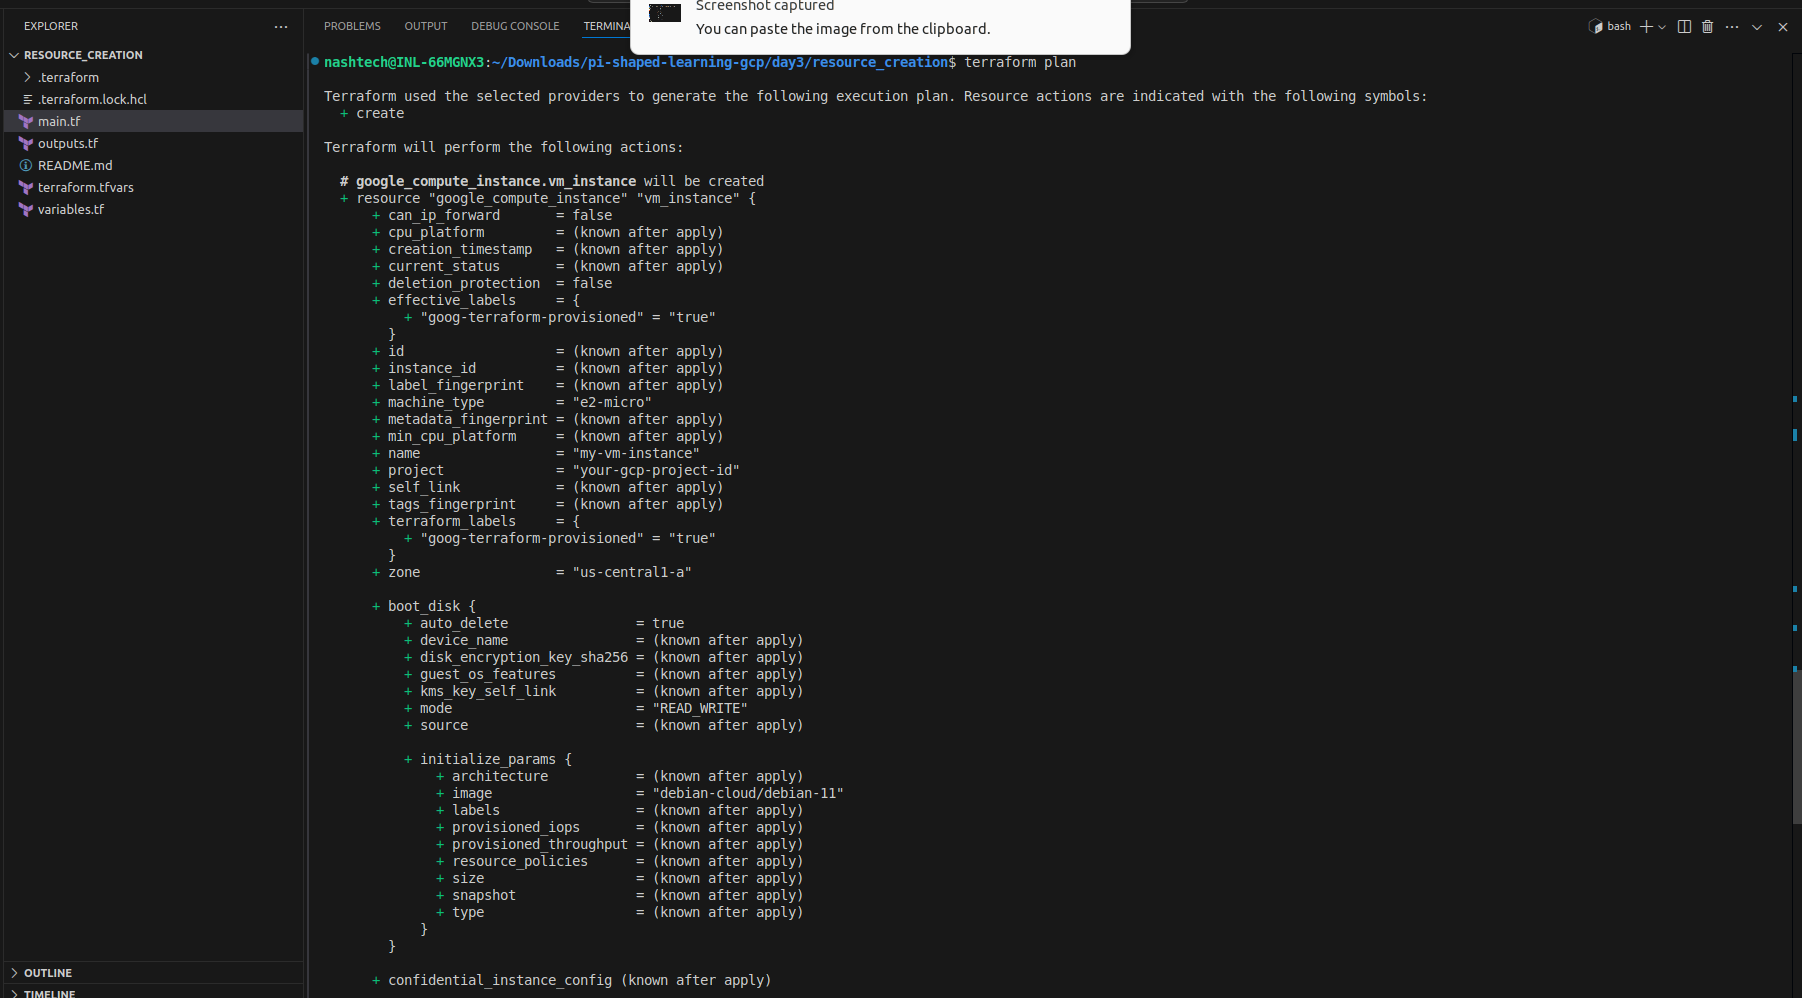 Screenshot captured
You can paste the image from the clipboard.
EXPLORER
RESOURCE_CREATION
.terraform
.terraform.lock.hcl
main.tf
outputs.tf
README.md
terraform.tfvars
variables.tf
OUTLINE
TIMELINE
PROBLEMS OUTPUT DEBUG CONSOLE TERMINA
bash
nashtech@INL-66MGNX3:~/Downloads/pi-shaped-learning-gcp/day3/resource_creation$ terraform plan
Terraform used the selected providers to generate the following execution plan. Resource actions are indicated with the following symbols:
+ create
Terraform will perform the following actions:
# google_compute_instance.vm_instance will be created
+ resource "google_compute_instance" "vm_instance" {
+ can_ip_forward = false
+ cpu_platform = (known after apply)
+ creation_timestamp = (known after apply)
+ current_status = (known after apply)
+ deletion_protection = false
+ effective_labels = {
+ "goog-terraform-provisioned" = "true"
}
+ id = (known after apply)
+ instance_id = (known after apply)
+ label_fingerprint = (known after apply)
+ machine_type = "e2-micro"
+ metadata_fingerprint = (known after apply)
+ min_cpu_platform = (known after apply)
+ name = "my-vm-instance"
+ project = "your-gcp-project-id"
+ self_link = (known after apply)
+ tags_fingerprint = (known after apply)
+ terraform_labels = {
+ "goog-terraform-provisioned" = "true"
}
+ zone = "us-central1-a"
+ boot_disk {
+ auto_delete = true
+ device_name = (known after apply)
+ disk_encryption_key_sha256 = (known after apply)
+ guest_os_features = (known after apply)
+ kms_key_self_link = (known after apply)
+ mode = "READ_WRITE"
+ source = (known after apply)
+ initialize_params {
+ architecture = (known after apply)
+ image = "debian-cloud/debian-11"
+ labels = (known after apply)
+ provisioned_iops = (known after apply)
+ provisioned_throughput = (known after apply)
+ resource_policies = (known after apply)
+ size = (known after apply)
+ snapshot = (known after apply)
+ type = (known after apply)
}
}
+ confidential_instance_config (known after apply)